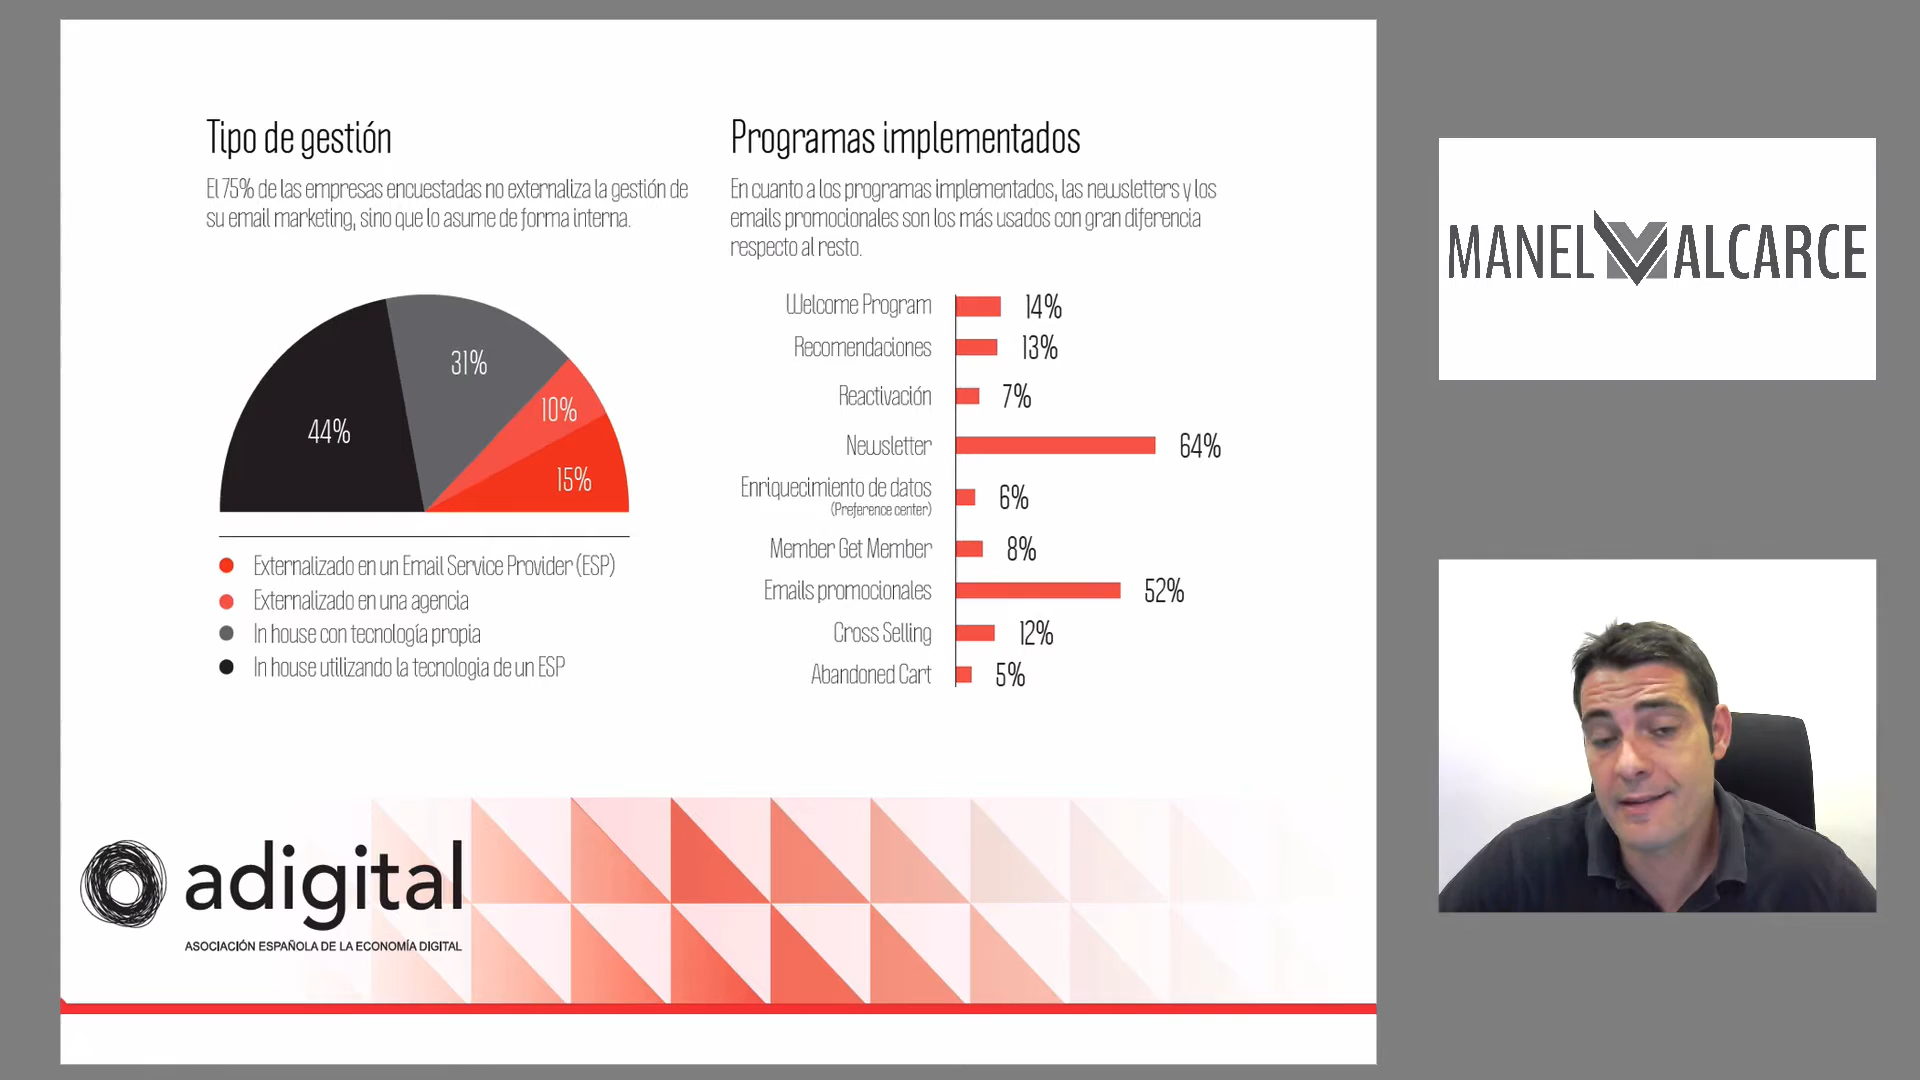 Tipo de gestión
El 75% de las empresas encuestadas no externaliza la gestión de
su email marketing, sino que lo asume de forma interna.
44%
31%
10%
15%
Externalizado en un Email Service Provider (ESP)
Externalizado en una agencia
In house con tecnología propia
In house utilizando la tecnologia de un ESP
Programas implementados
En cuanto a los programas implementados, las newsletters y los
emails promocionales son los más usados con gran diferencia
respecto al resto.
Welcome Program 14%
Recomendaciones 13%
Reactivación 7%
Newsletter 64%
Enriquecimiento de datos
(Preference center) 6%
Member Get Member 8%
Emails promocionales 52%
Cross Selling 12%
Abandoned Cart 5%
adigital
ASOCIACIÓN ESPAÑOLA DE LA ECONOMÍA DIGITAL
MANEL VALCARCE